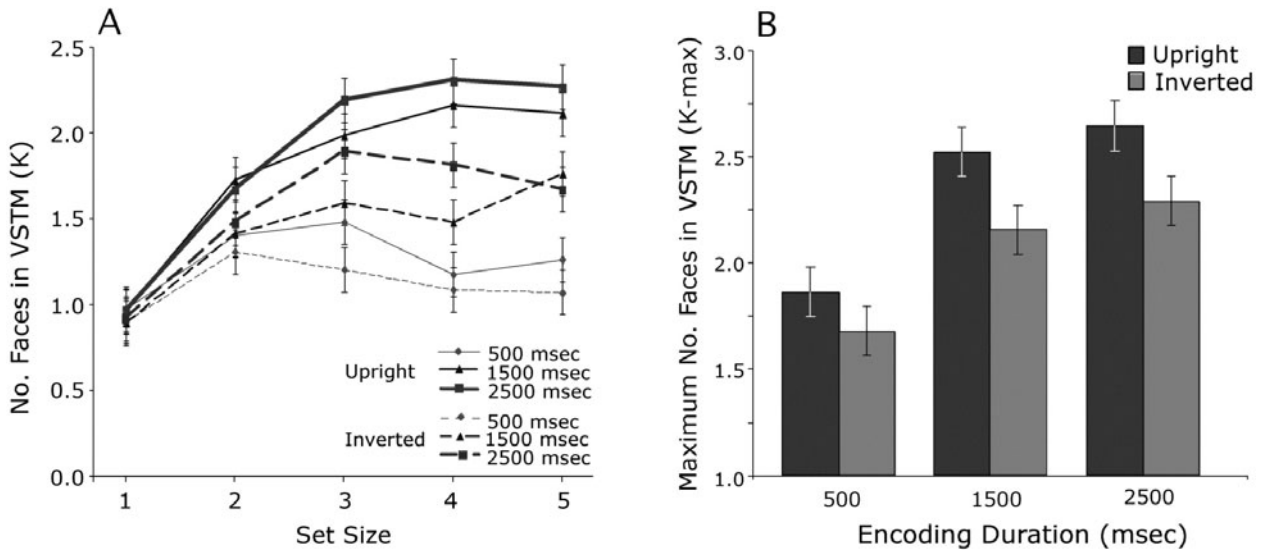 A
No. Faces in VSTM (K)
2.5
2.0
1.5
1.0
0.5
0.0
1 2 3 4 5
Set Size
Upright
500 msec
1500 msec
2500 msec
Inverted
500 msec
1500 msec
2500 msec
B
Maximum No. Faces in VSTM (K-max)
3.0
2.5
2.0
1.5
1.0
Upright
Inverted
500 1500 2500
Encoding Duration (msec)